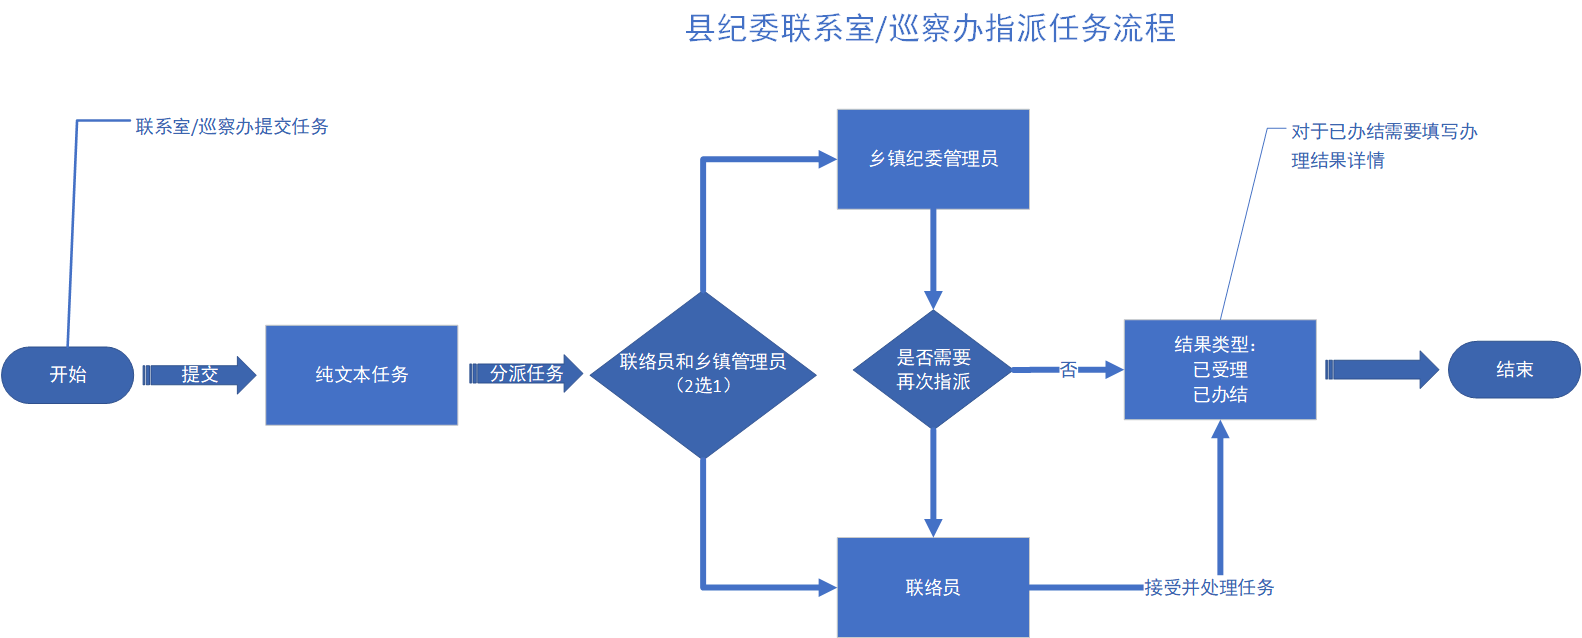 县纪委联系室/巡察办指派任务流程
联系室/巡察办提交任务
对于已办结需要填写办
理结果详情
乡镇纪委管理员
开始
提交
纯文本任务
分派任务
联络员和乡镇管理员
（2选1）
是否需要
再次指派
否
结果类型:
已受理
已办结
结束
联络员
接受并处理任务